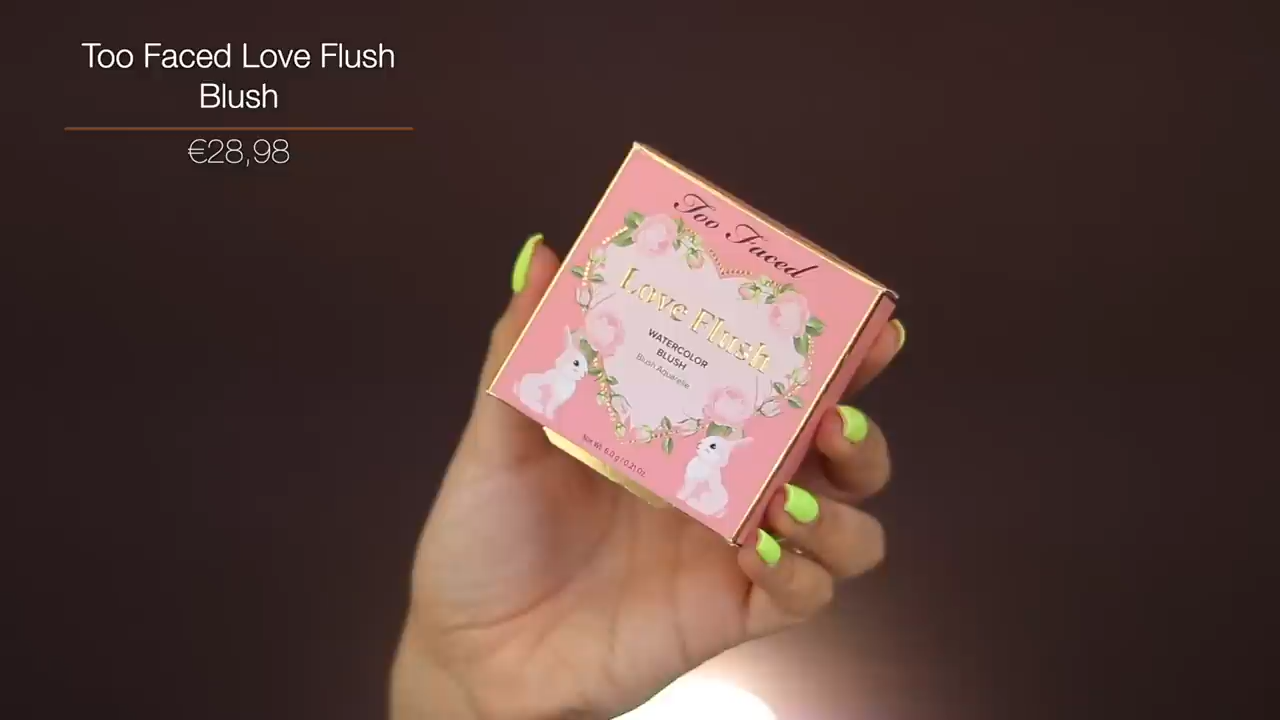 Too Faced Love Flush
Blush
€28,98
Too Faced
Love Flush
WATERCOLOR
BLUSH
Blush Aquarelle
Net Wt. 6.0 g / 0.21 Oz.